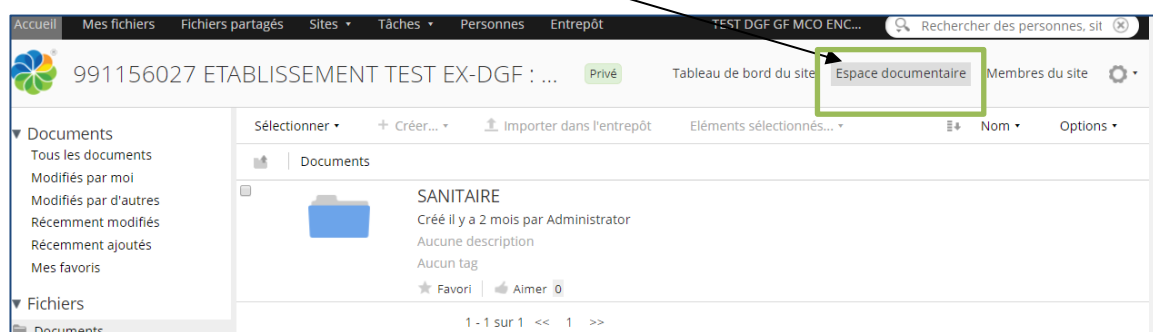 Accueil Mes fichiers Fichiers partagés Sites Tâches Personnes Entrepôt TEST DGF GF MCO ENC... Rechercher des personnes, sit
991156027 ETABLISSEMENT TEST EX-DGF : ... Privé Tableau de bord du site Espace documentaire Membres du site
Documents
Tous les documents
Modifiés par moi
Modifiés par d'autres
Récemment modifiés
Récemment ajoutés
Mes favoris
Fichiers
Documents
Sélectionner + Créer... Importer dans l'entrepôt Eléments sélectionnés... Nom Options
Documents
SANITAIRE
Créé il y a 2 mois par Administrator
Aucune description
Aucun tag
Favori Aimer 0
1 - 1 sur 1 << 1 >>